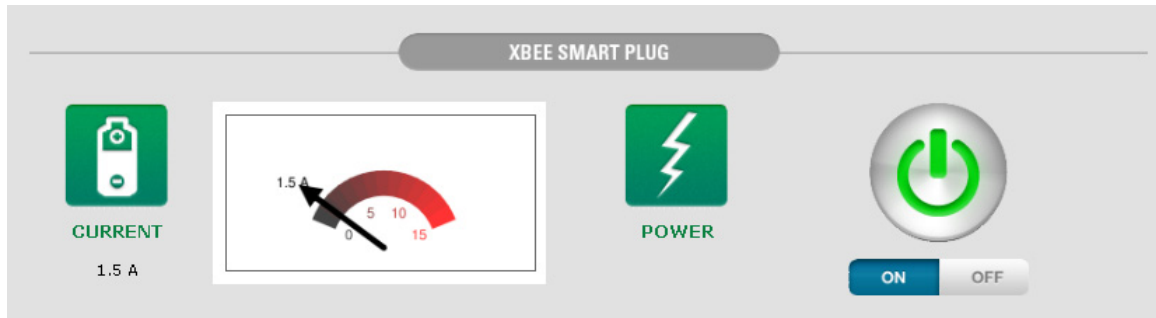 XBEE SMART PLUG
CURRENT
1.5 A
1.5 A
0
5
10
15
POWER
ON
OFF